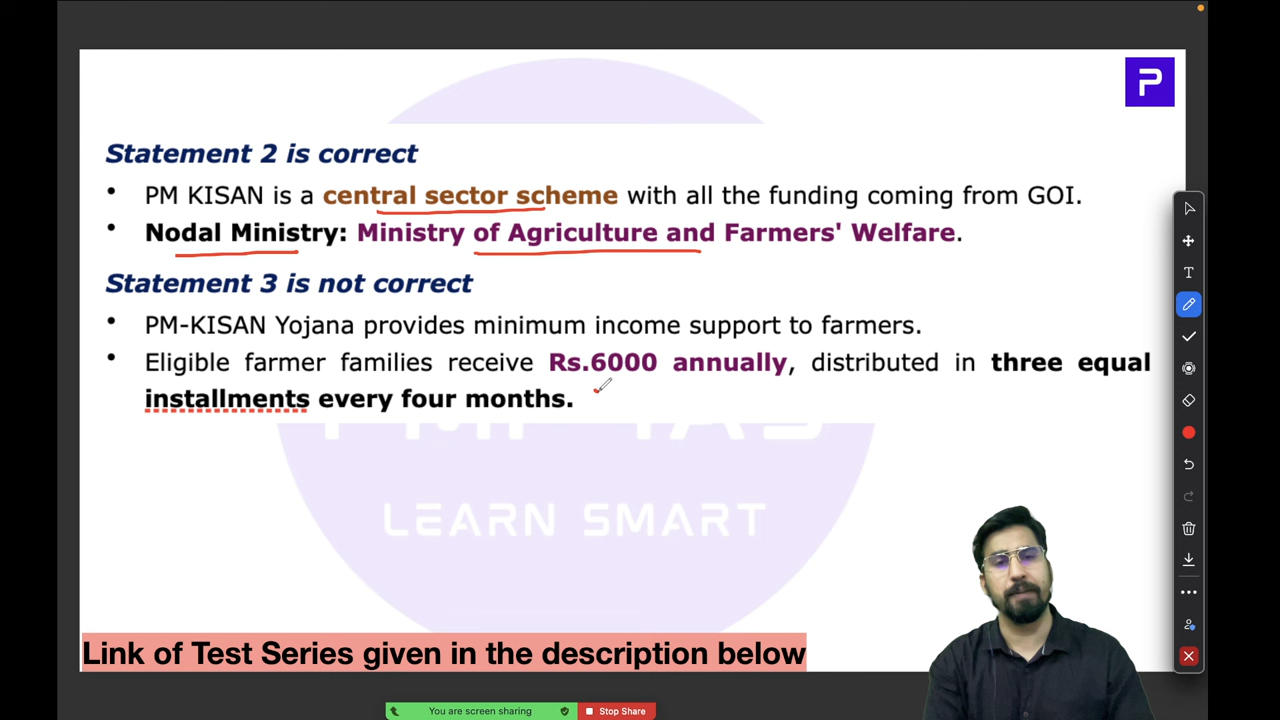 P
Statement 2 is correct
• PM KISAN is a central sector scheme with all the funding coming from GOI.
• Nodal Ministry: Ministry of Agriculture and Farmers' Welfare.
Statement 3 is not correct
• PM-KISAN Yojana provides minimum income support to farmers.
• Eligible farmer families receive Rs.6000 annually, distributed in three equal
installments every four months.
LEARN SMART
Link of Test Series given in the description below
You are screen sharing
Stop Share
T